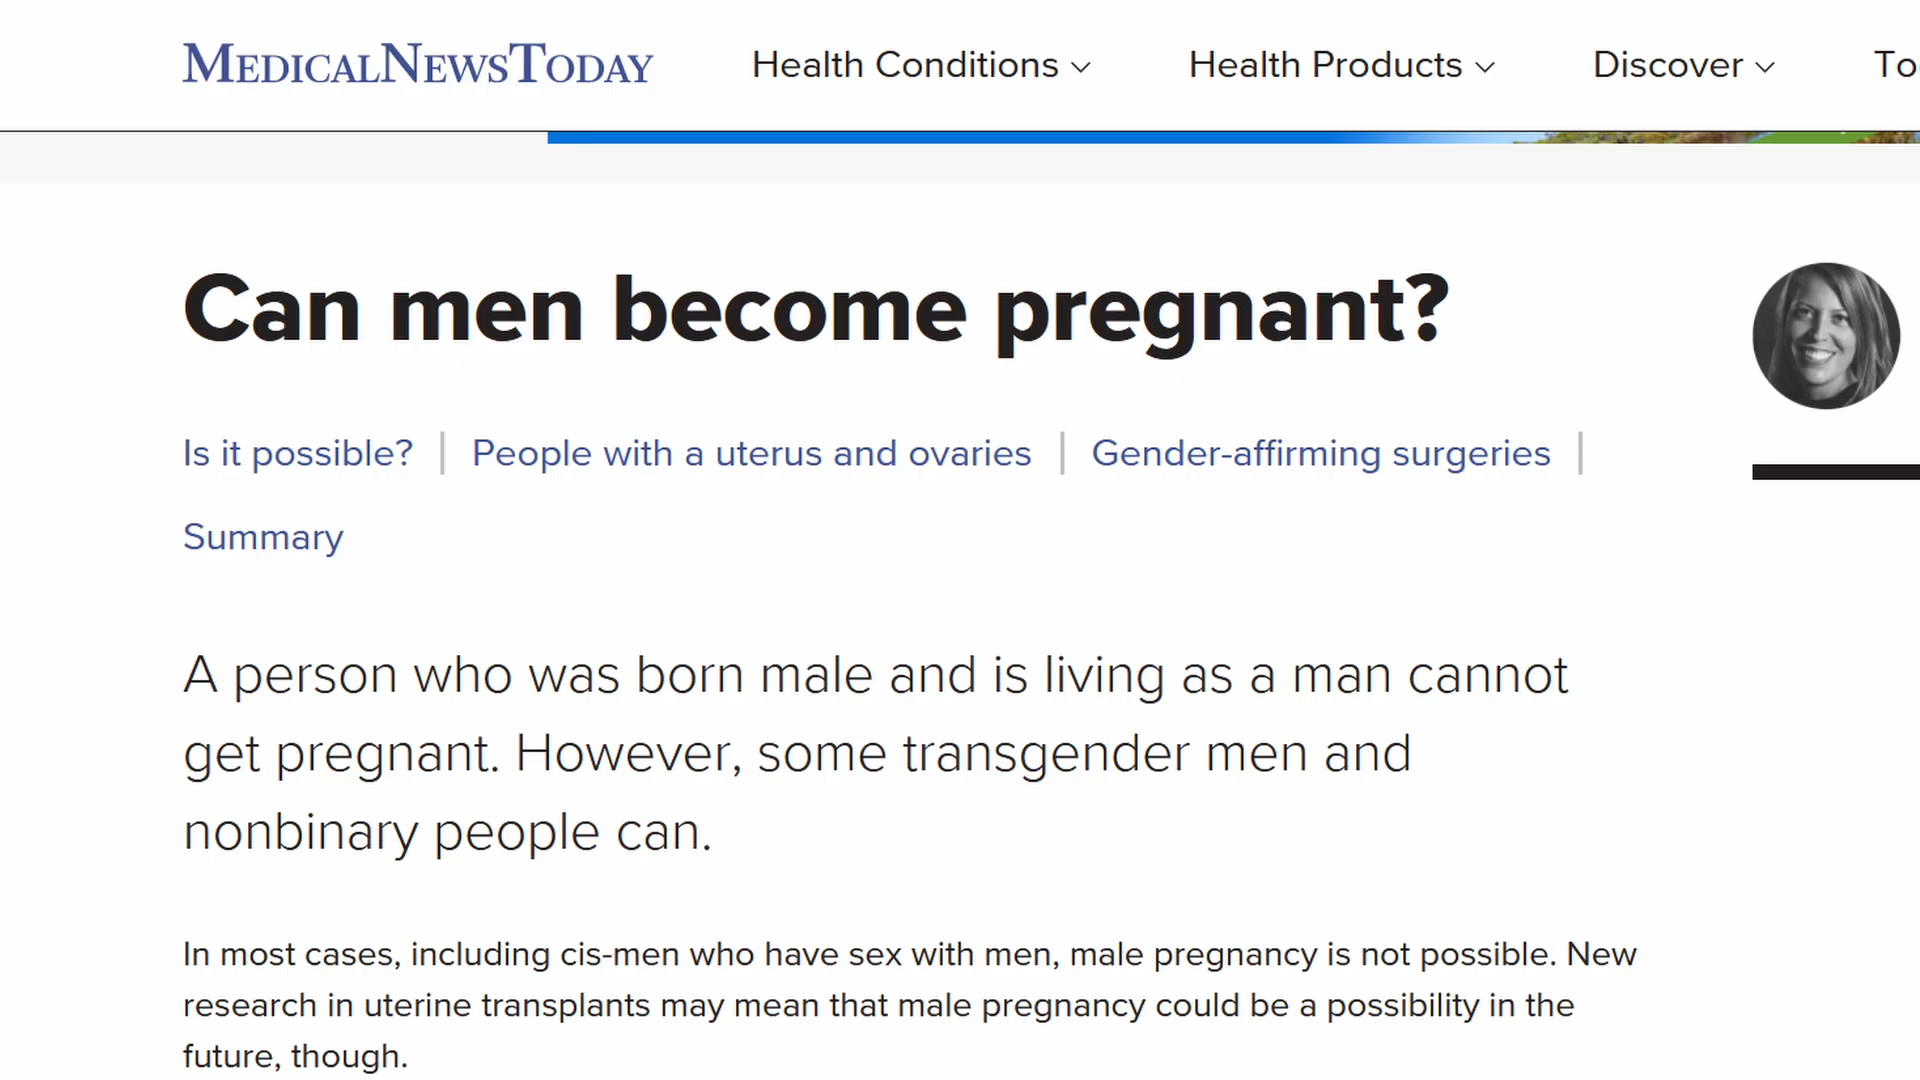 MEDICALNEWSTODAY Health Conditions Health Products Discover
Can men become pregnant?
Is it possible? | People with a uterus and ovaries | Gender-affirming surgeries |
Summary
A person who was born male and is living as a man cannot
get pregnant. However, some transgender men and
nonbinary people can.
In most cases, including cis-men who have sex with men, male pregnancy is not possible. New
research in uterine transplants may mean that male pregnancy could be a possibility in the
future, though.